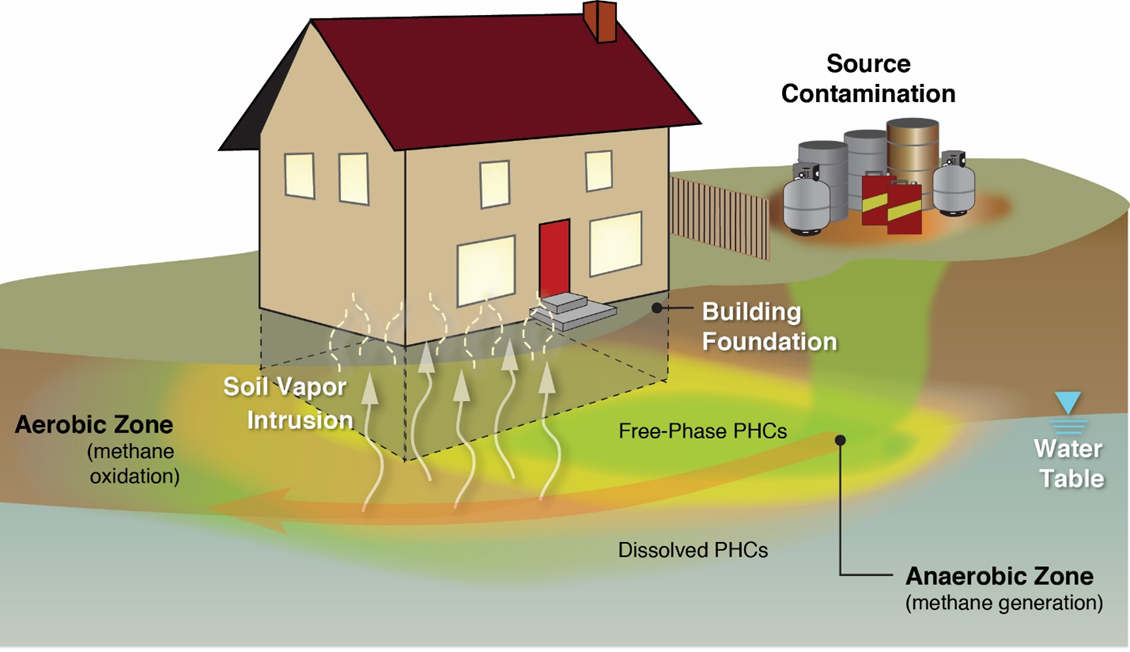 Source
Contamination
Building
Foundation
Soil Vapor
Intrusion
Aerobic Zone
(methane
oxidation)
Free-Phase PHCs
Water
Table
Dissolved PHCs
Anaerobic Zone
(methane generation)